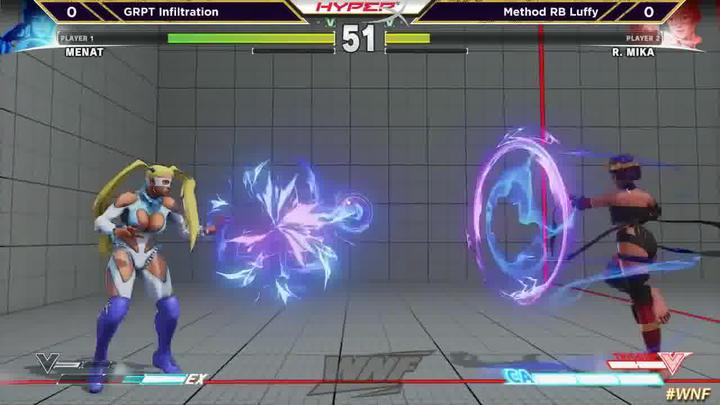 0 GRPT Infiltration HYPER Method RB Luffy 0
PLAYER 1 51 PLAYER 2
MENAT R. MIKA
V TRIGGER V
EX CA
WNF
#WNF